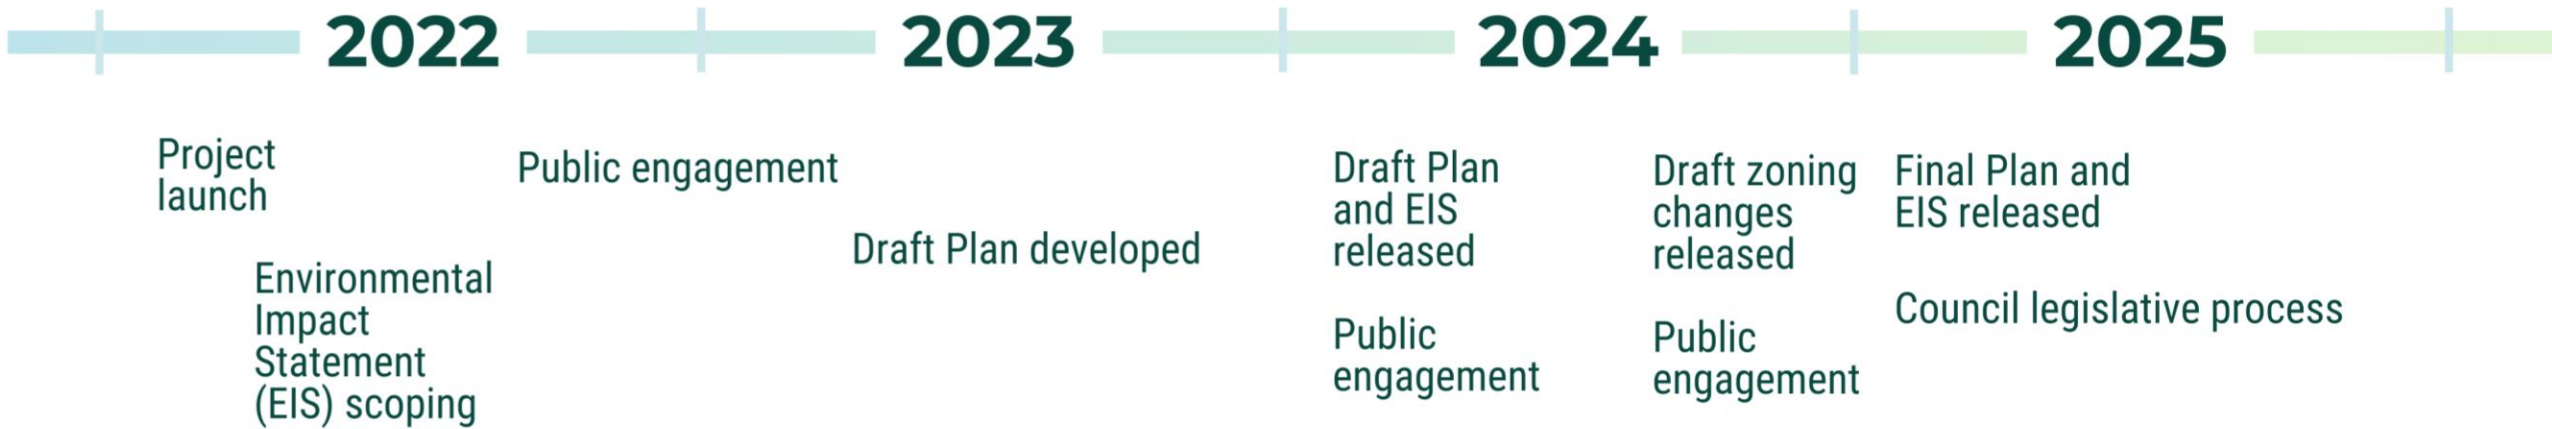 2022
2023
2024
2025
Project
launch
Environmental
Impact
Statement
(EIS) scoping
Public engagement
Draft Plan developed
Draft Plan
and EIS
released
Public
engagement
Draft zoning
changes
released
Public
engagement
Final Plan and
EIS released
Council legislative process